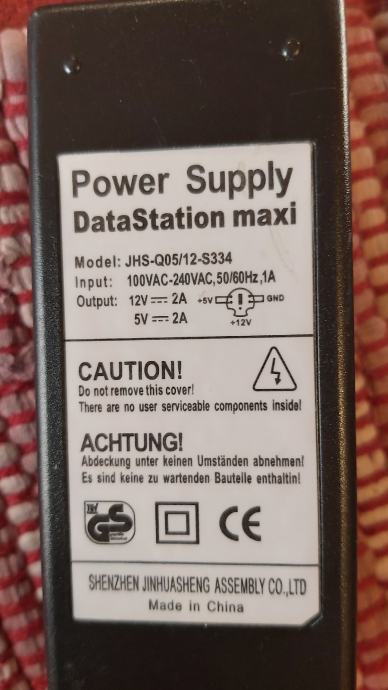 Power Supply
DataStation maxi
Model: JHS-Q05/12-S334
Input: 100VAC-240VAC,50/60Hz,1A
Output: 12V ⎓ 2A
5V ⎓ 2A
+5V GND
+12V
CAUTION!
Do not remove this cover!
There are no user serviceable components inside!
ACHTUNG!
Abdeckung unter keinen Umständen abnehmen!
Es sind keine zu wartenden Bauteile enthaltin!
GS CE
SHENZHEN JINHUASHENG ASSEMBLY CO.,LTD
Made in China